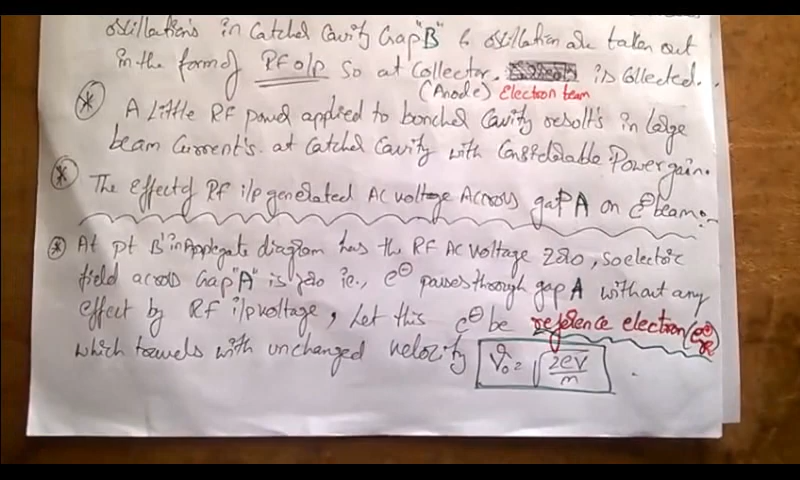 oscillations in Catcher Cavity Gap "B" & oscillation are taken out
in the form of RF o/p so at Collector. is Collected.
(Anode) Electron beam
* A Little RF power applied to buncher Cavity results in large
beam Current's at Catcher Cavity with Considerable Power gain.
* The Effect of RF i/p generated AC voltage Across gap A on e⊖ beam:-
* At pt B' in Applegate diagram has the RF AC Voltage Zero, so electric
field across Gap "A" is zero ie., e⊖ passes through gap A without any
effect by RF i/p voltage, Let this e⊖ be reference electron (e⊖R)
which travels with unchanged velocity V₀ = √(2eV/m)